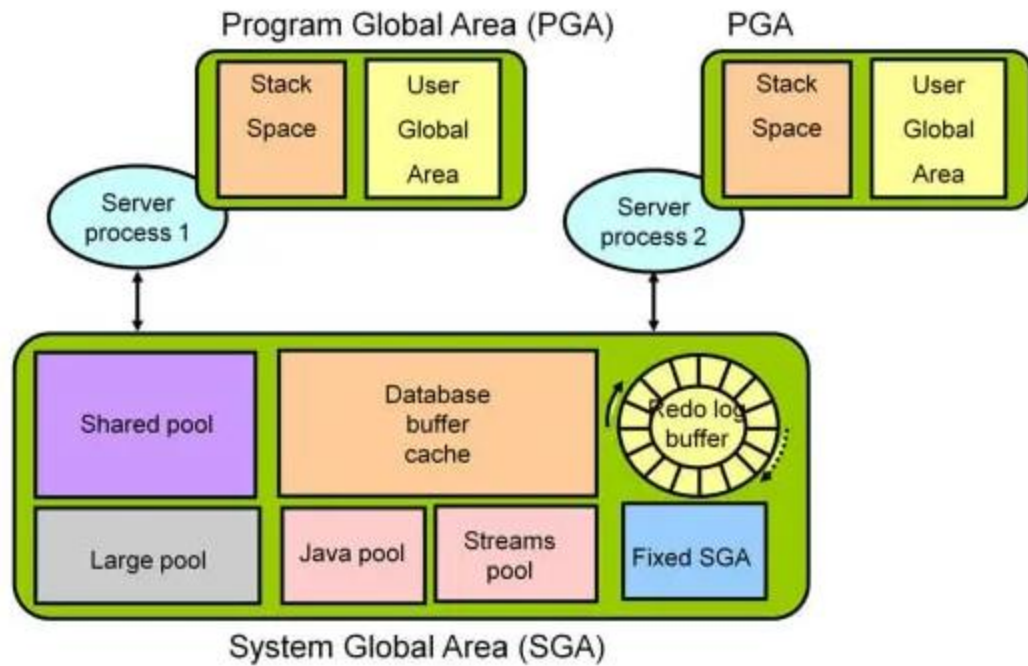 Program Global Area (PGA)
PGA
Stack
Space
User
Global
Area
Stack
Space
User
Global
Area
Server
process 1
Server
process 2
Shared pool
Database
buffer
cache
Redo log
buffer
Large pool
Java pool
Streams
pool
Fixed SGA
System Global Area (SGA)